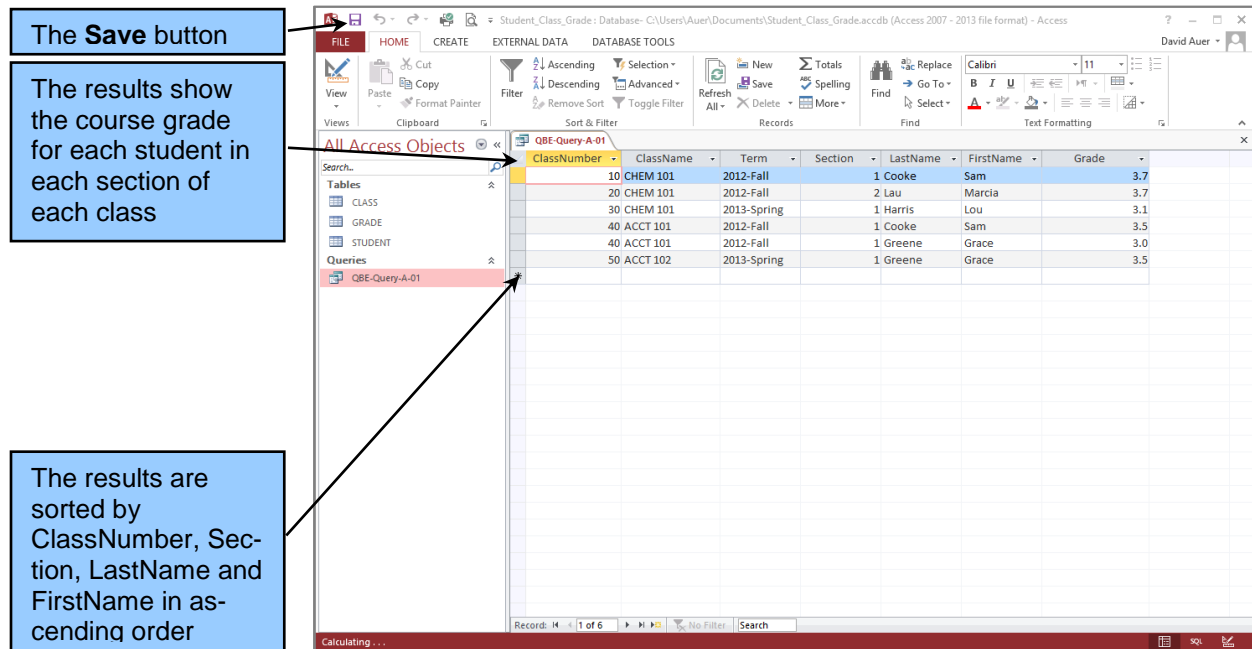 The Save button
The results show
the course grade
for each student in
each section of
each class
The results are
sorted by
ClassNumber, Sec-
tion, LastName and
FirstName in as-
cending order
Student_Class_Grade : Database- C:\Users\Auer\Documents\Student_Class_Grade.accdb (Access 2007 - 2013 file format) - Access
FILE HOME CREATE EXTERNAL DATA DATABASE TOOLS David Auer
View
Paste
Cut
Copy
Format Painter
Filter
Ascending
Descending
Remove Sort
Selection
Advanced
Toggle Filter
Refresh
All
New
Save
Delete
Totals
Spelling
More
Find
Replace
Go To
Select
Calibri 11
B I U
Views Clipboard Sort & Filter Records Find Text Formatting
All Access Objects
Search...
Tables
CLASS
GRADE
STUDENT
Queries
QBE-Query-A-01
QBE-Query-A-01
ClassNumber ClassName Term Section LastName FirstName Grade
10 CHEM 101 2012-Fall 1 Cooke Sam 3.7
20 CHEM 101 2012-Fall 2 Lau Marcia 3.7
30 CHEM 101 2013-Spring 1 Harris Lou 3.1
40 ACCT 101 2012-Fall 1 Cooke Sam 3.5
40 ACCT 101 2012-Fall 1 Greene Grace 3.0
50 ACCT 102 2013-Spring 1 Greene Grace 3.5
Record: 1 of 6 No Filter Search
Calculating . . . SQL